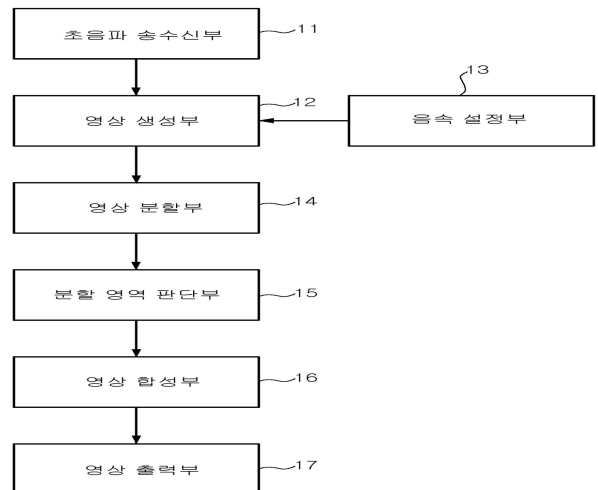 초음파 송수신부
11
13
영상 생성부
12
음속 설정부
영상 분할부
14
분할 영역 판단부
15
영상 합성부
16
영상 출력부
17